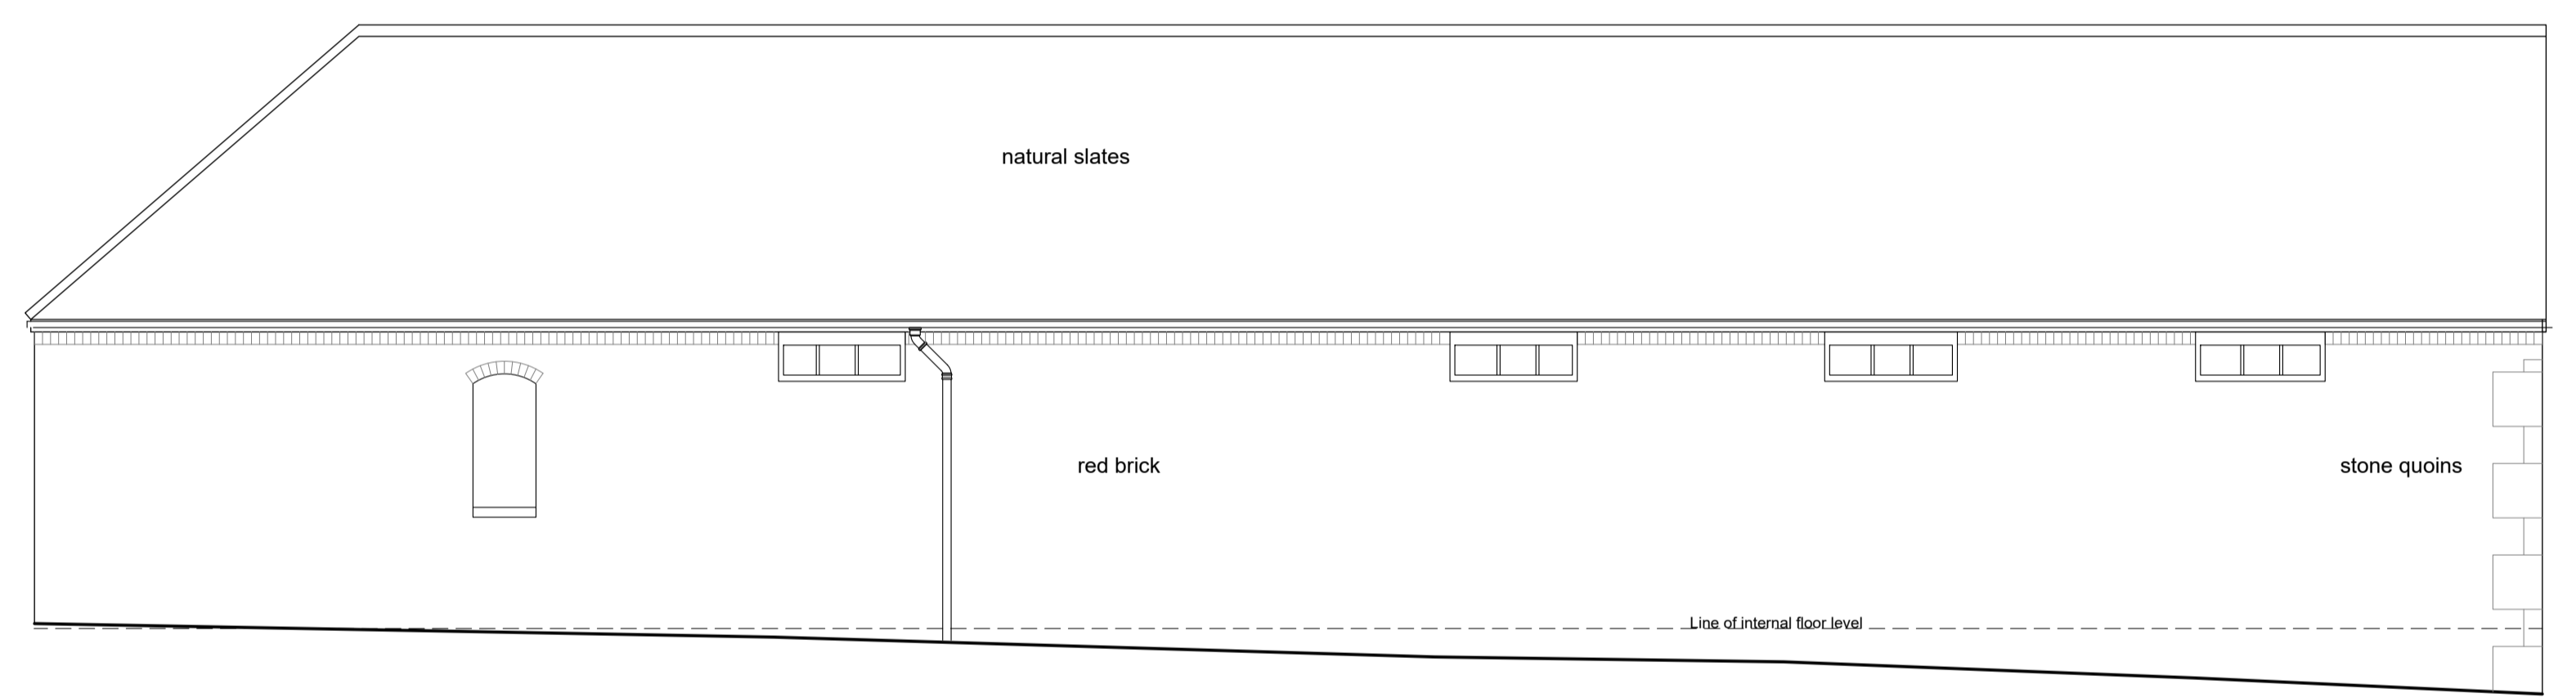 natural slates
red brick
stone quoins
Line of internal floor level